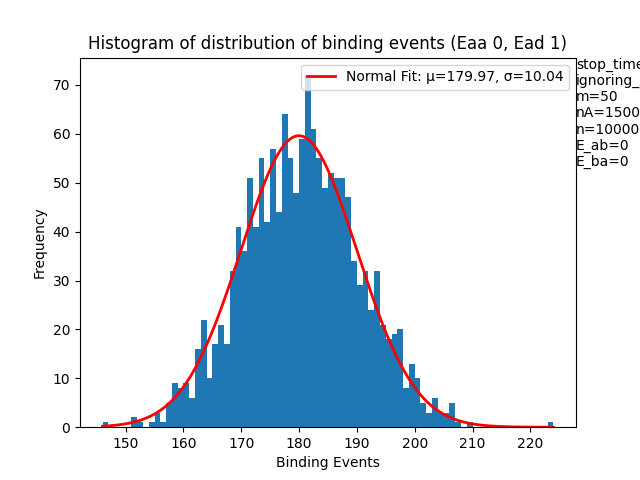 Histogram of distribution of binding events (Eaa 0, Ead 1)
Normal Fit: μ=179.97, σ=10.04
stop_time
ignoring_
m=50
nA=1500
n=10000
E_ab=0
E_ba=0
Frequency
70
60
50
40
30
20
10
0
150 160 170 180 190 200 210 220
Binding Events